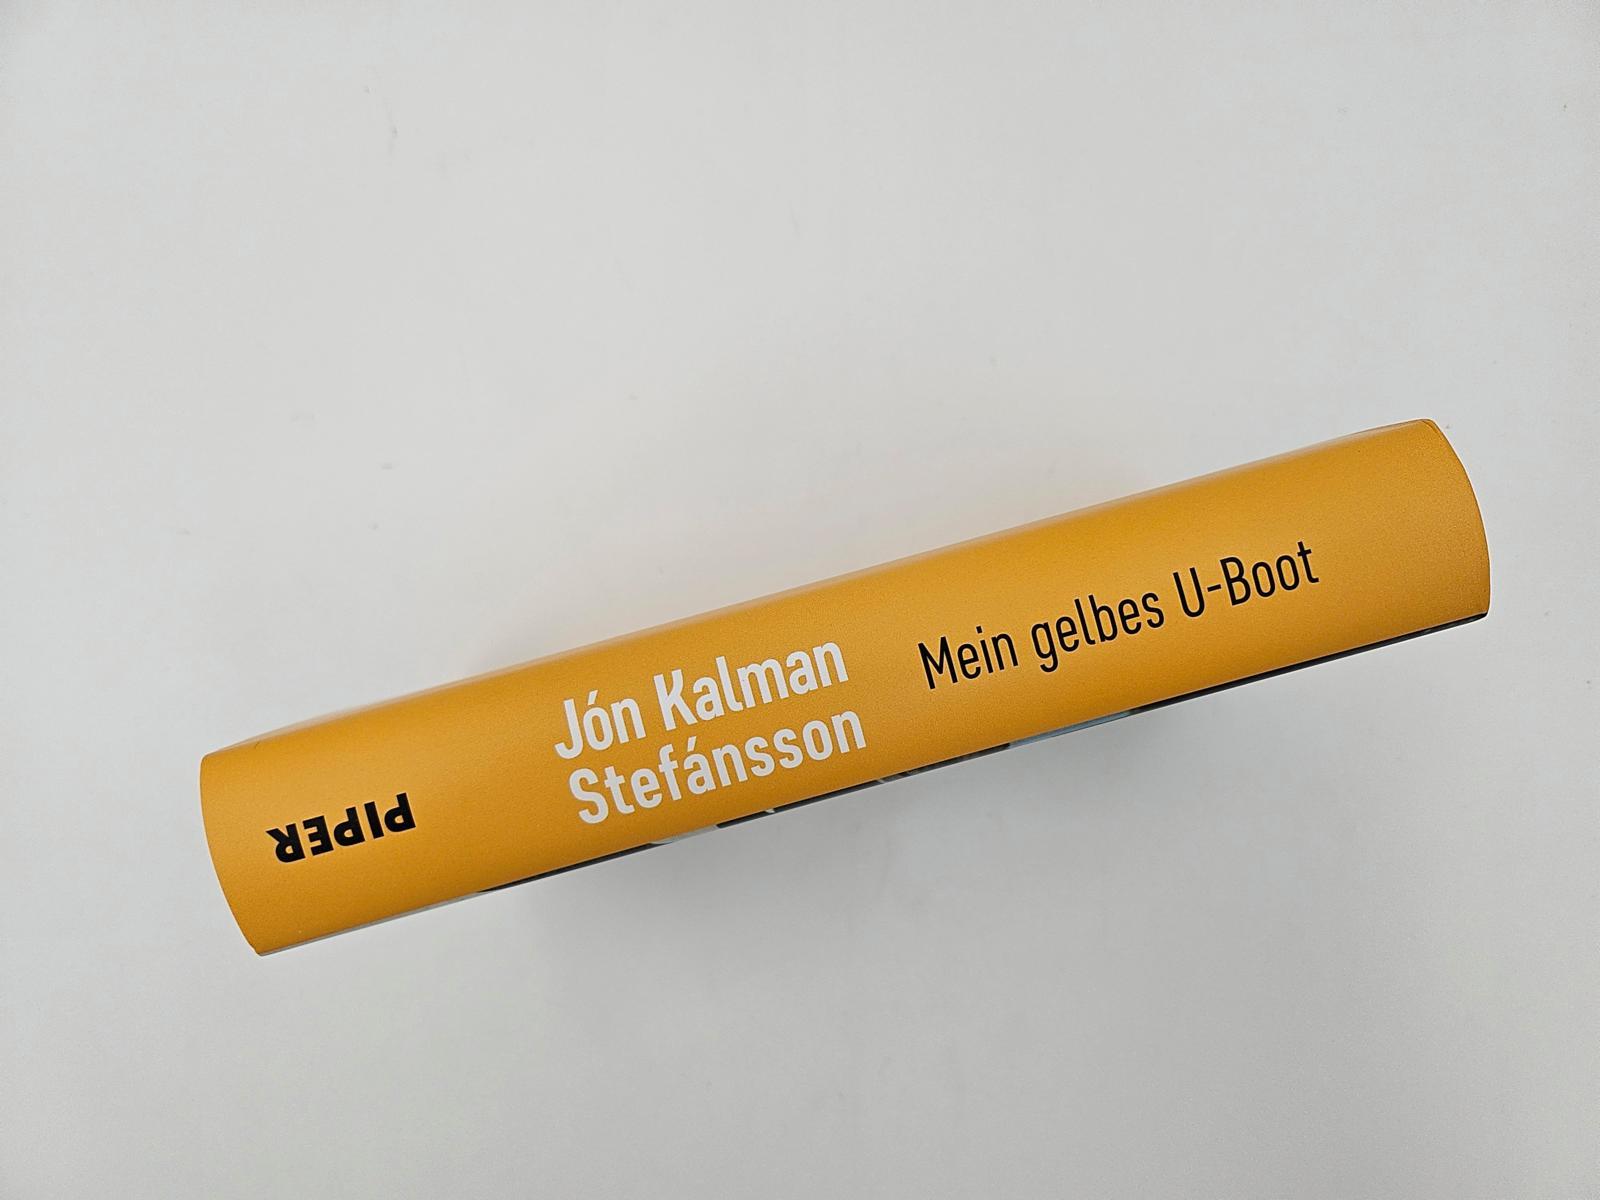 Jón Kalman
Stefánsson
Mein gelbes U-Boot
PIPER